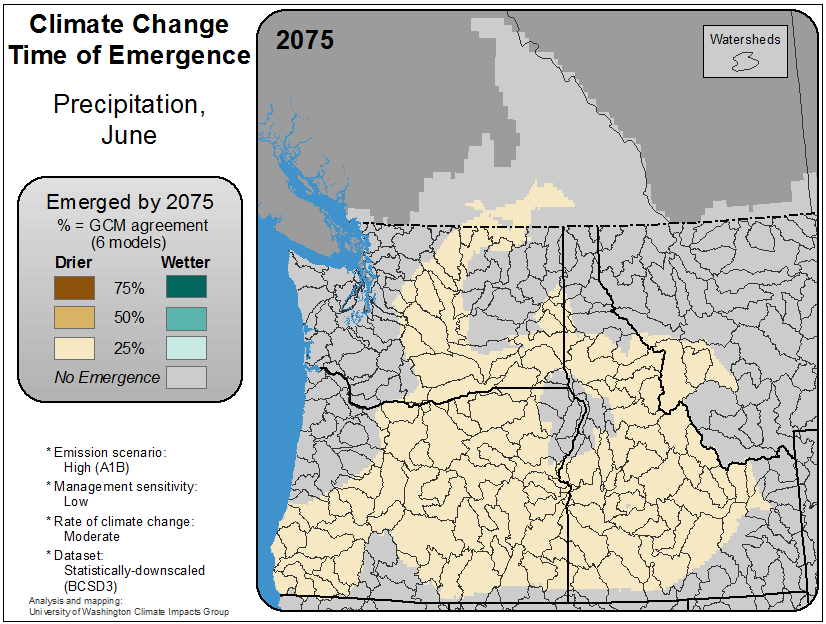 Climate Change
Time of Emergence
Precipitation,
June
Emerged by 2075
% = GCM agreement
(6 models)
Drier Wetter
75%
50%
25%
No Emergence
* Emission scenario:
High (A1B)
* Management sensitivity:
Low
* Rate of climate change:
Moderate
* Dataset:
Statistically-downscaled
(BCSD3)
Analysis and mapping:
University of Washington Climate Impacts Group
2075
Watersheds